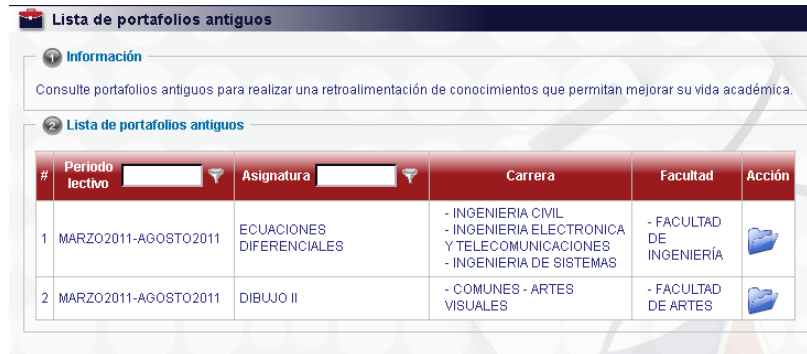 Lista de portafolios antiguos
1 Información
Consulte portafolios antiguos para realizar una retroalimentación de conocimientos que permitan mejorar su vida académica.
2 Lista de portafolios antiguos
# Periodo lectivo Asignatura Carrera Facultad Acción
1 MARZO2011-AGOSTO2011
ECUACIONES
DIFERENCIALES
- INGENIERIA CIVIL
- INGENIERIA ELECTRONICA
Y TELECOMUNICACIONES
- INGENIERIA DE SISTEMAS
- FACULTAD
DE
INGENIERÍA
2 MARZO2011-AGOSTO2011
DIBUJO II
- COMUNES - ARTES
VISUALES
- FACULTAD
DE ARTES